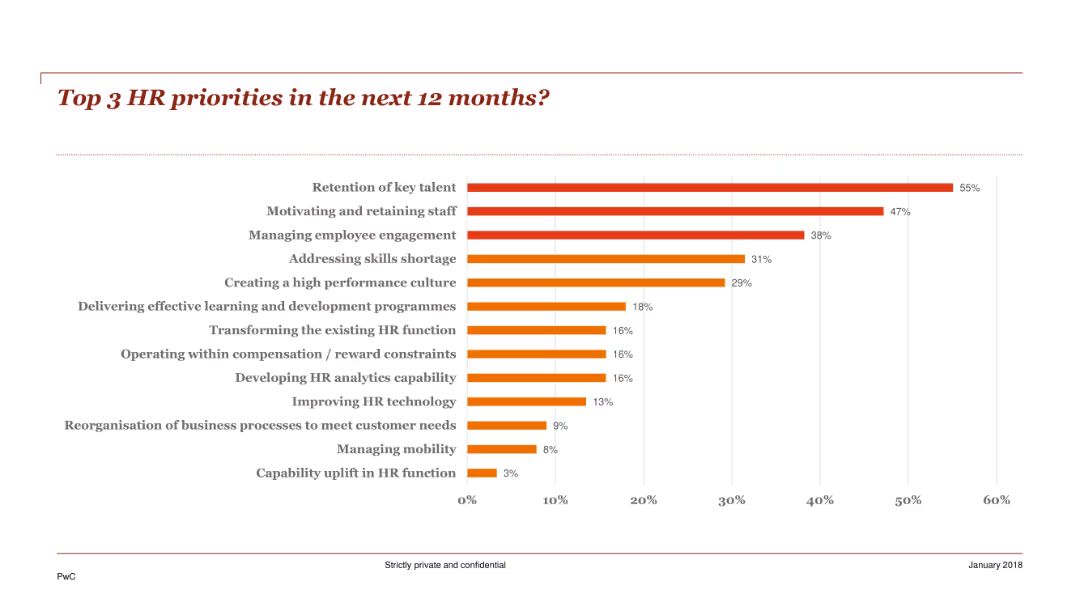 Top 3 HR priorities in the next 12 months?
Retention of key talent 55%
Motivating and retaining staff 47%
Managing employee engagement 38%
Addressing skills shortage 31%
Creating a high performance culture 29%
Delivering effective learning and development programmes 18%
Transforming the existing HR function 16%
Operating within compensation / reward constraints 16%
Developing HR analytics capability 16%
Improving HR technology 13%
Reorganisation of business processes to meet customer needs 9%
Managing mobility 8%
Capability uplift in HR function 3%
0% 10% 20% 30% 40% 50% 60%
Strictly private and confidential January 2018
PwC